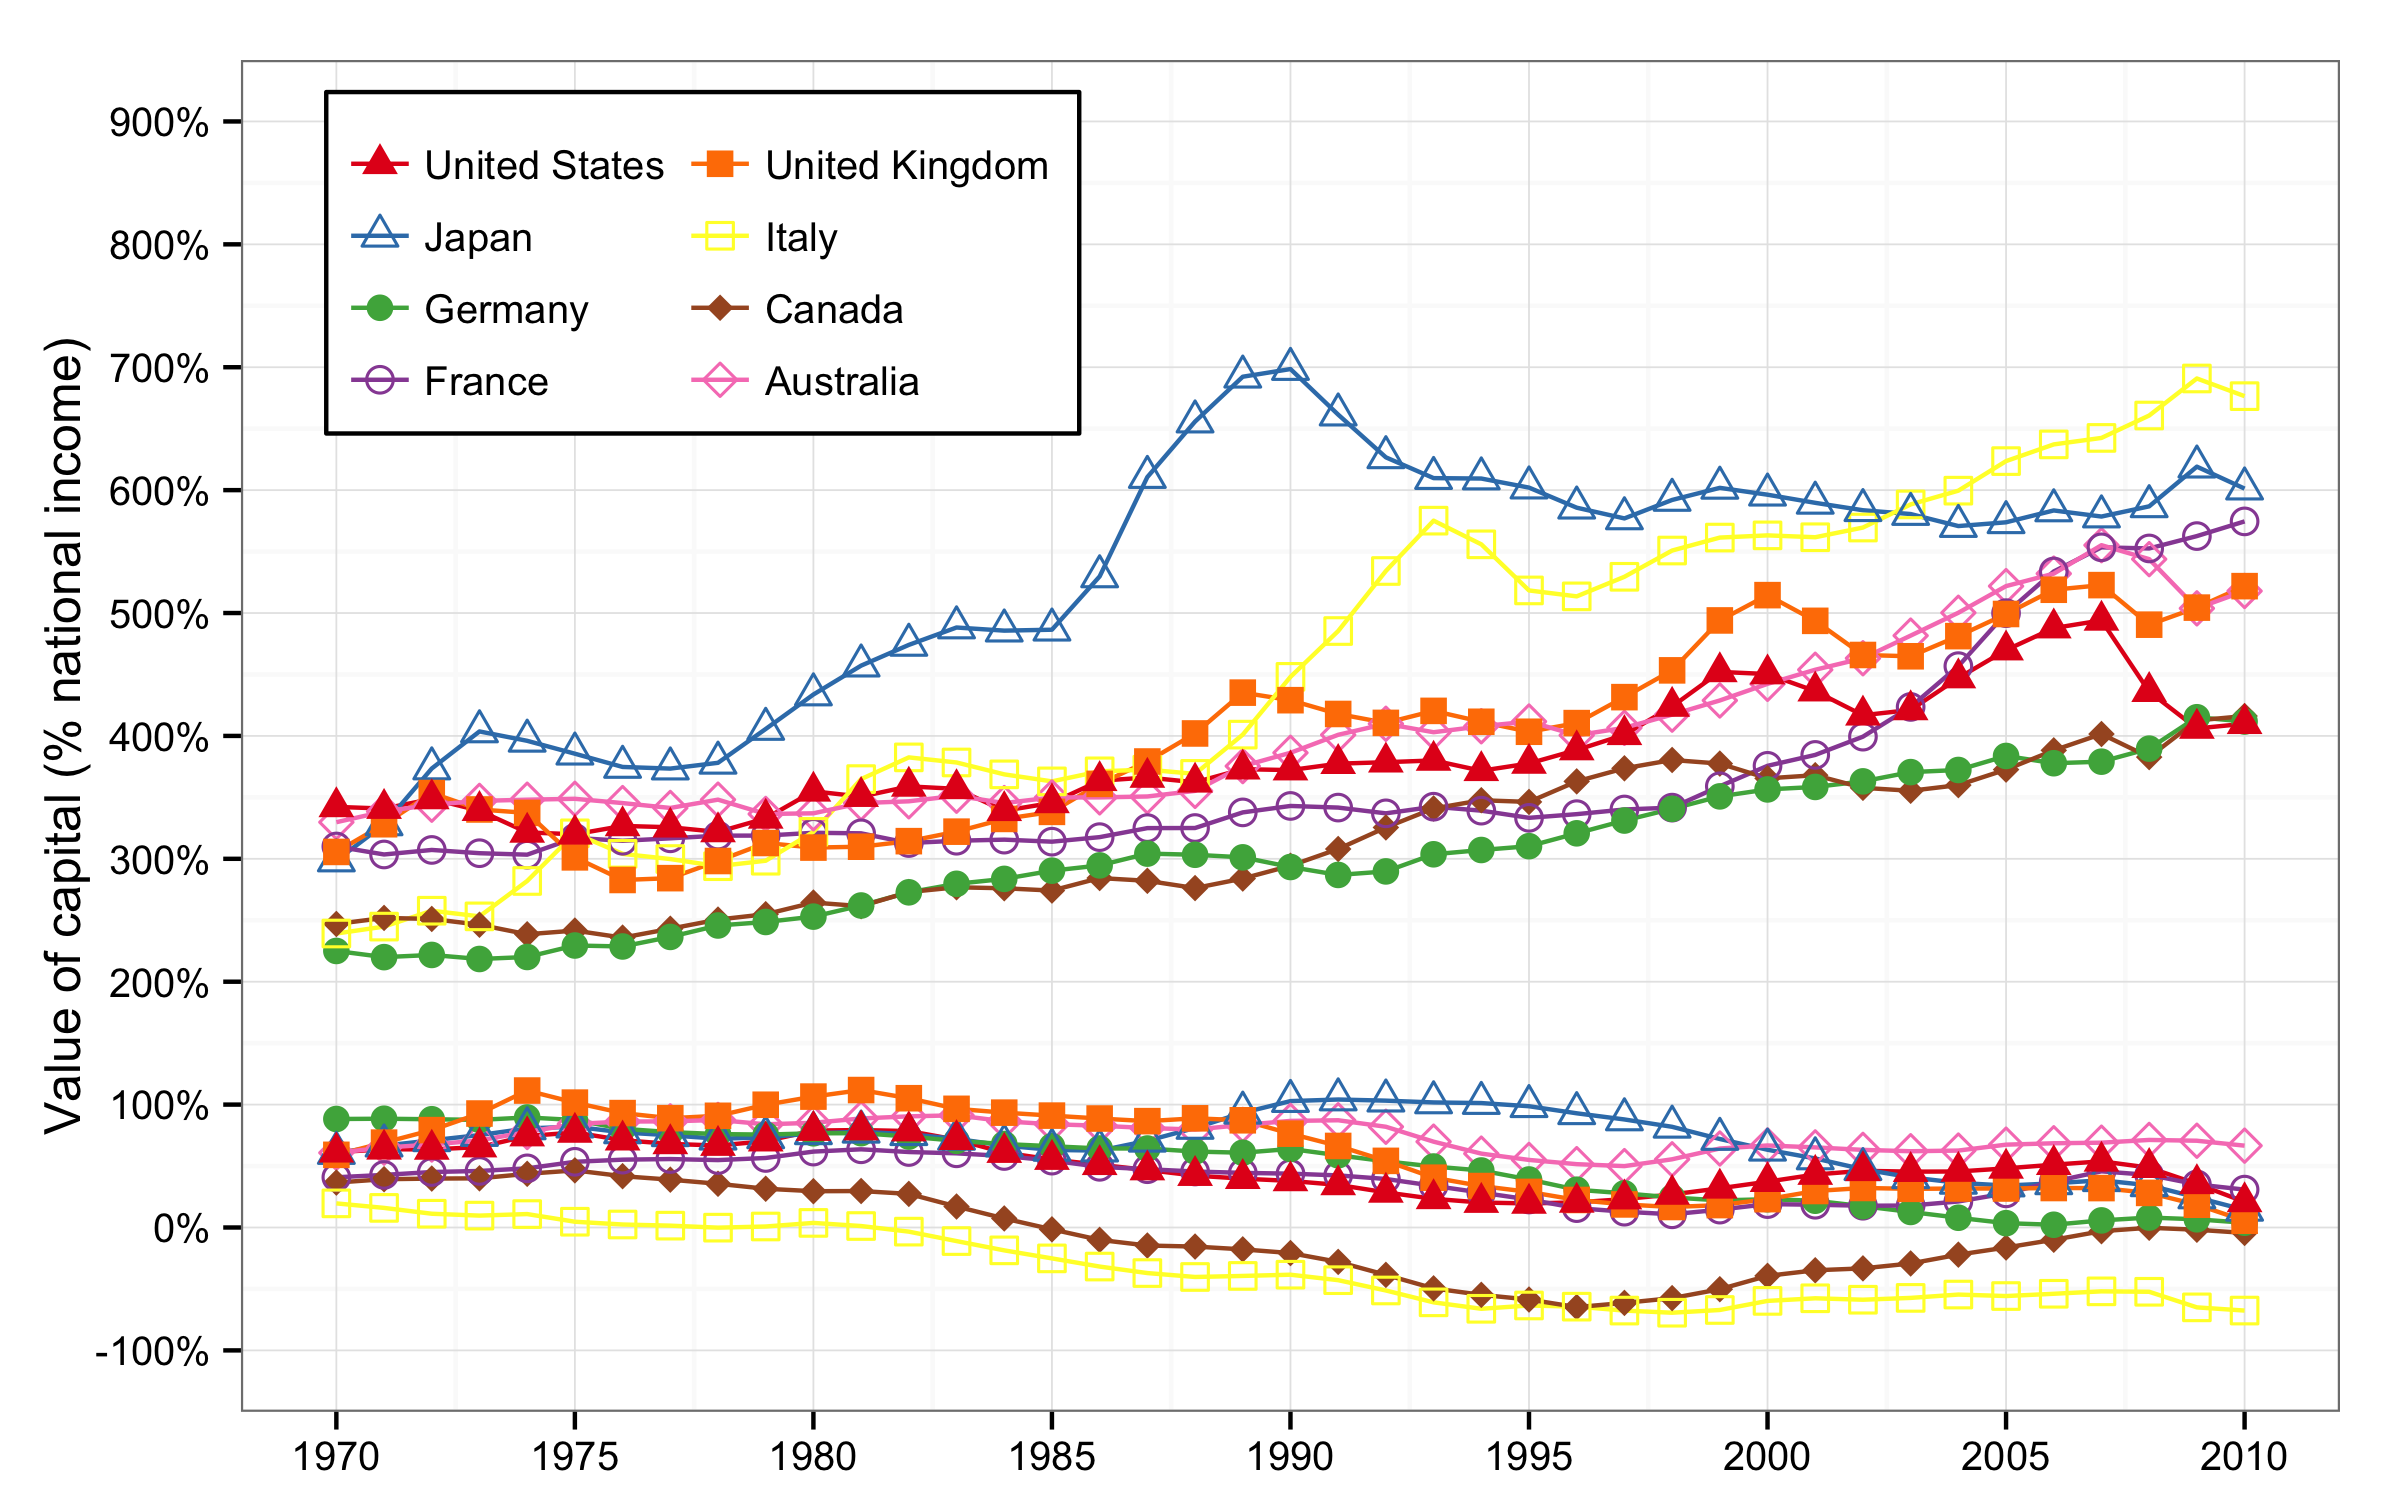 Value of capital (% national income)
900%
800%
700%
600%
500%
400%
300%
200%
100%
0%
-100%
United States
United Kingdom
Japan
Italy
Germany
Canada
France
Australia
1970
1975
1980
1985
1990
1995
2000
2005
2010